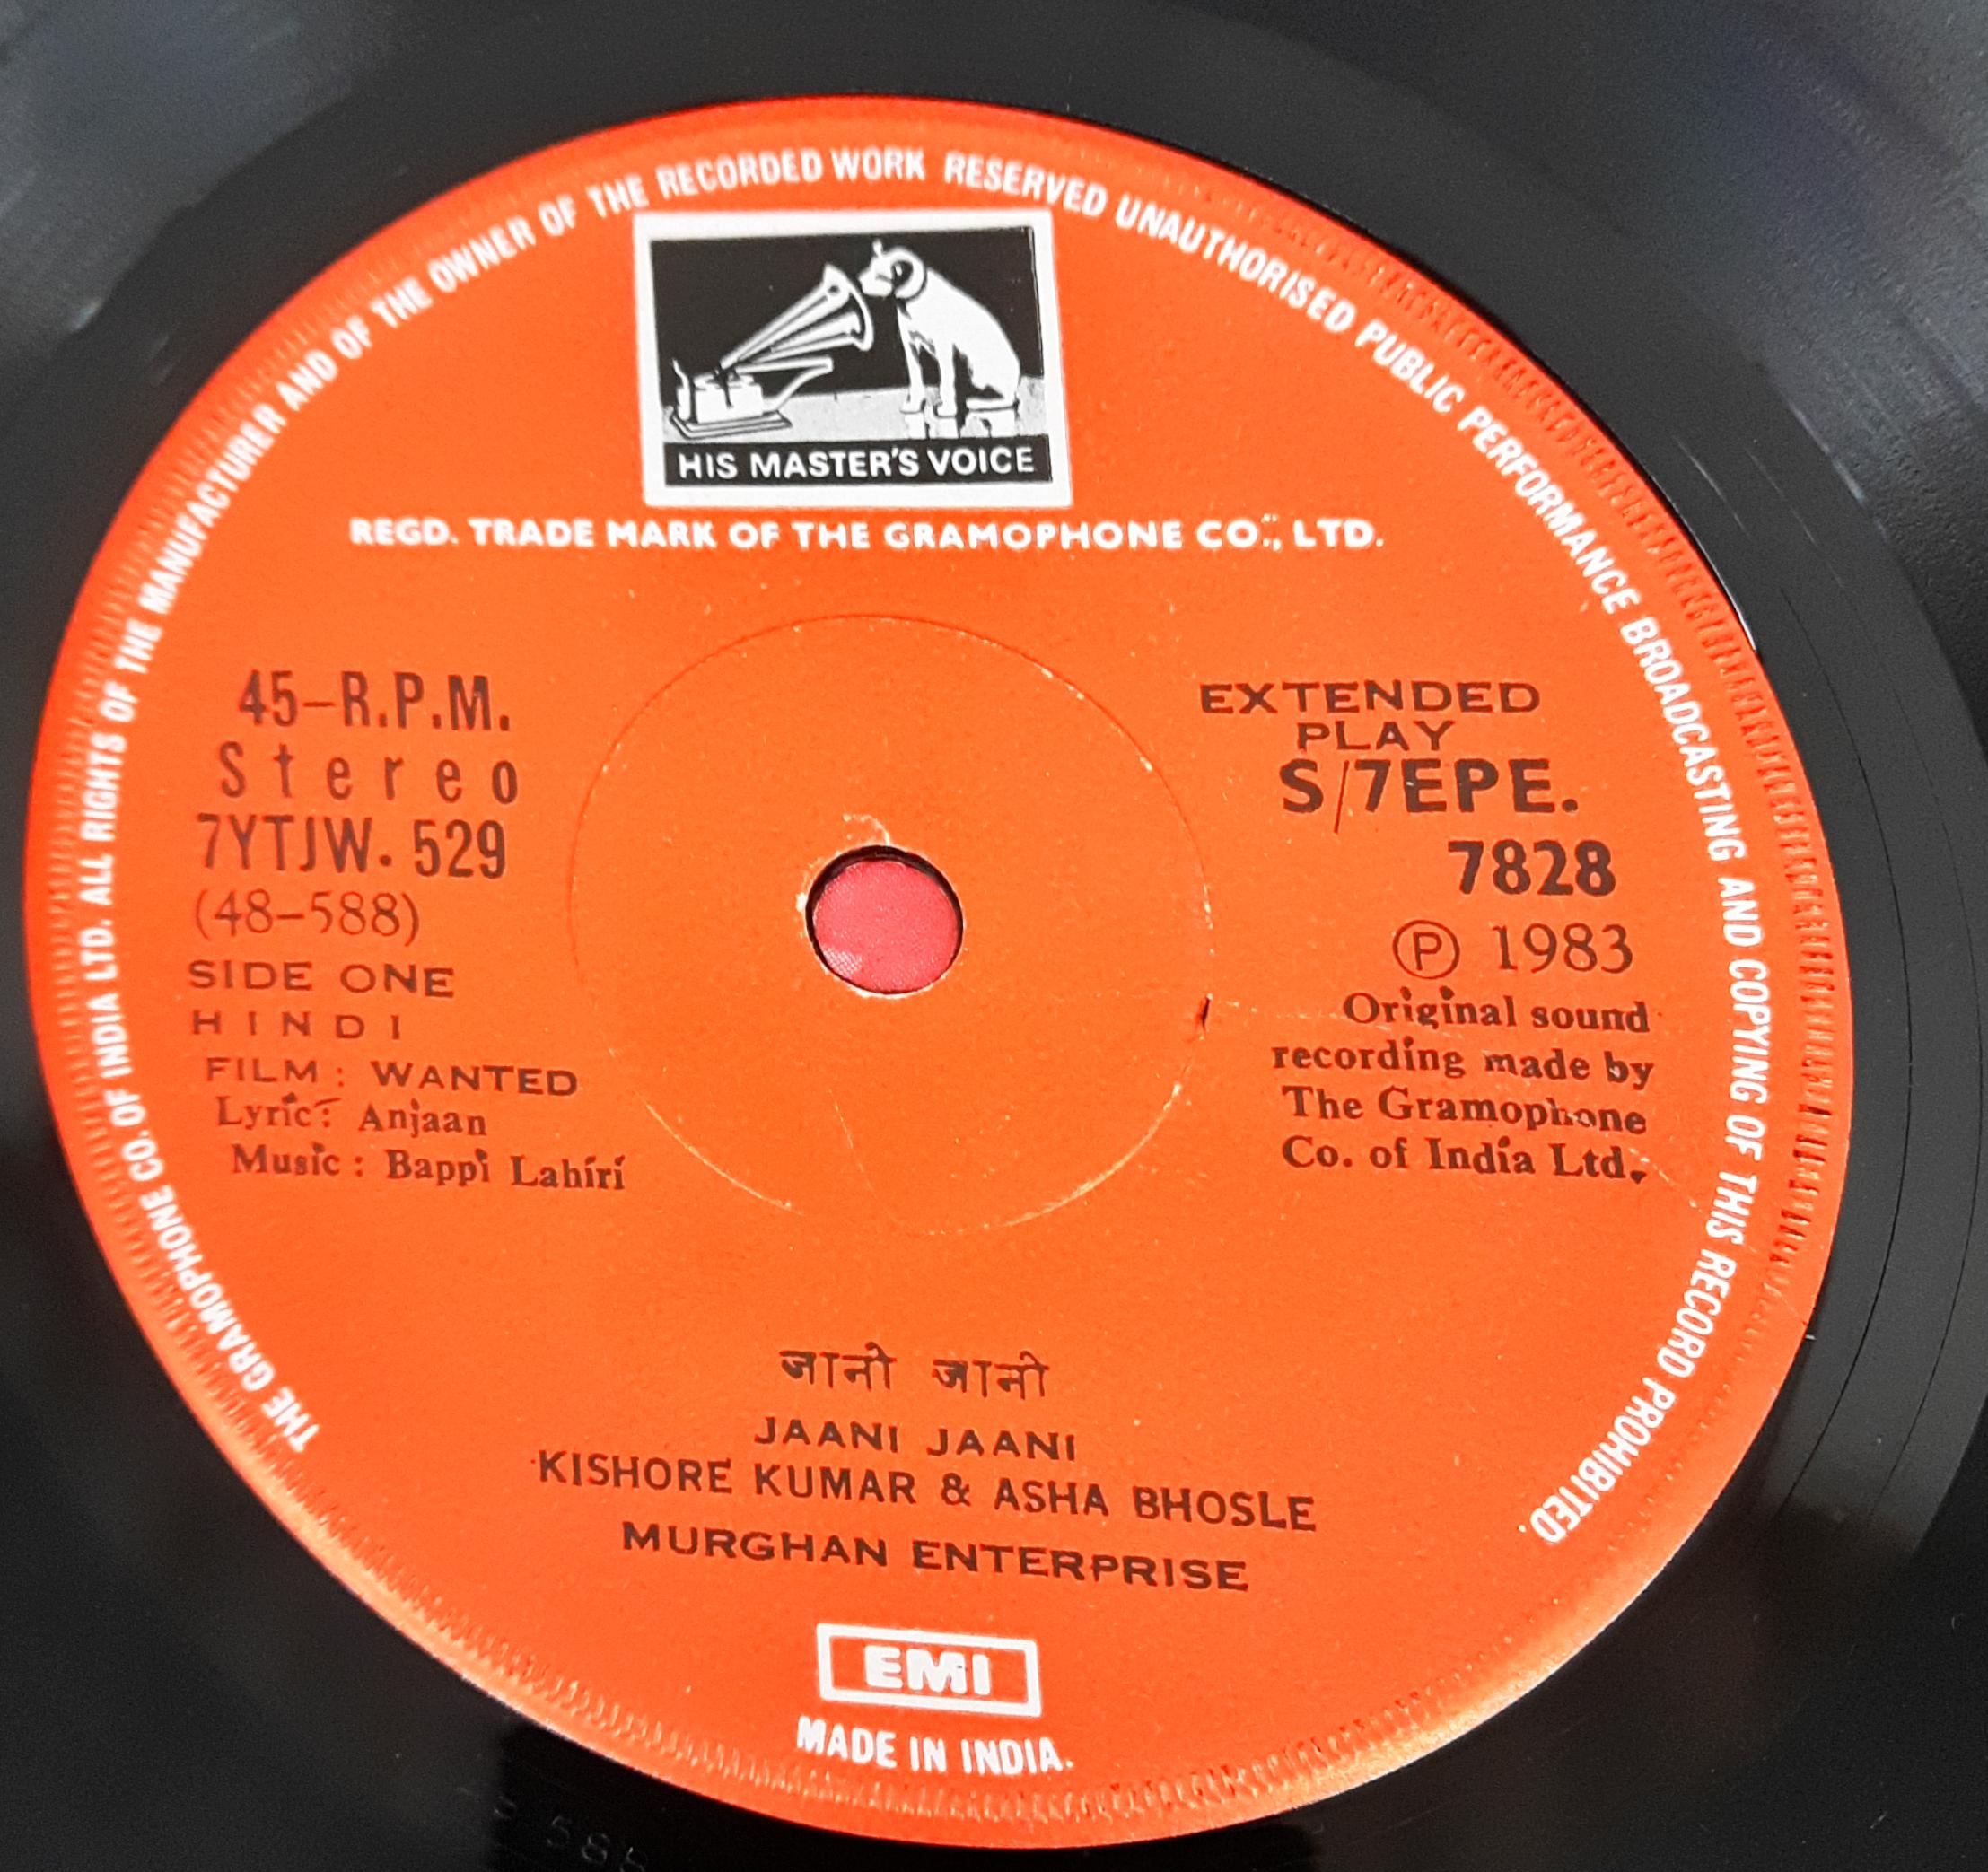 THE GRAMOPHONE CO. OF INDIA LTD. ALL RIGHTS OF THE MANUFACTURER AND OF THE OWNER OF THE RECORDED WORK RESERVED UNAUTHORISED PUBLIC PERFORMANCE BROADCASTING AND COPYING OF THIS RECORD PROHIBITED.
HIS MASTER'S VOICE
REGD. TRADE MARK OF THE GRAMOPHONE CO., LTD.
45-R.P.M.
Stereo
7YTJW. 529
(48-588)
SIDE ONE
HINDI
FILM : WANTED
Lyric: Anjaan
Music : Bappi Lahiri
EXTENDED
PLAY
S/7EPE.
7828
Ⓟ 1983
Original sound
recording made by
The Gramophone
Co. of India Ltd.
जानी जानी
JAANI JAANI
KISHORE KUMAR & ASHA BHOSLE
MURGHAN ENTERPRISE
EMI
MADE IN INDIA.